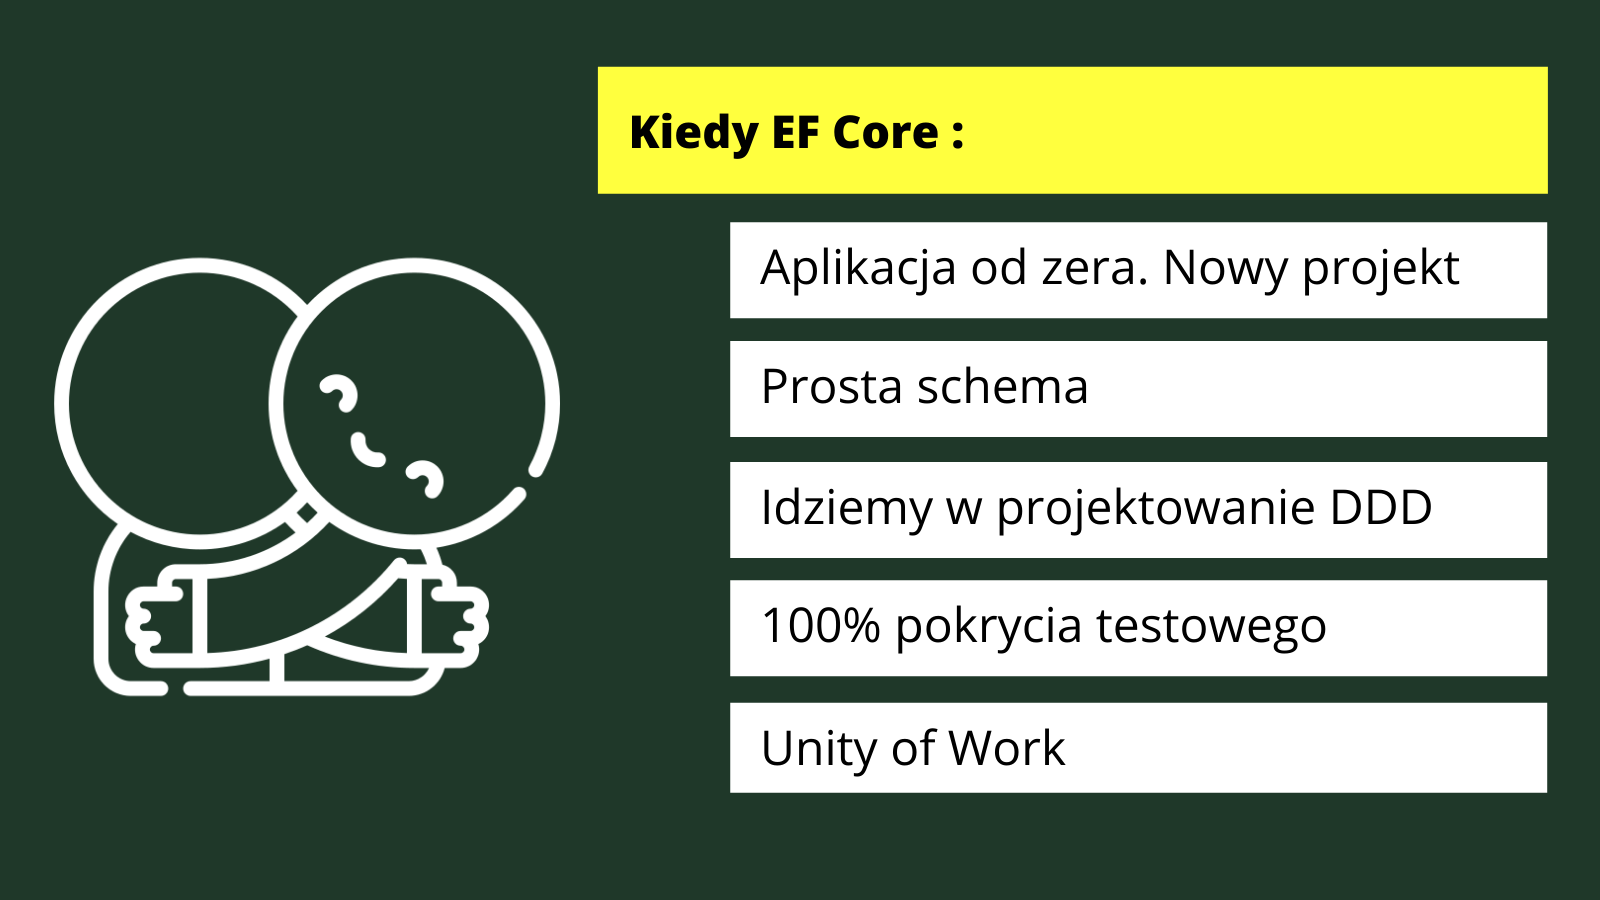 Kiedy EF Core :
Aplikacja od zera. Nowy projekt
Prosta schema
Idziemy w projektowanie DDD
100% pokrycia testowego
Unity of Work